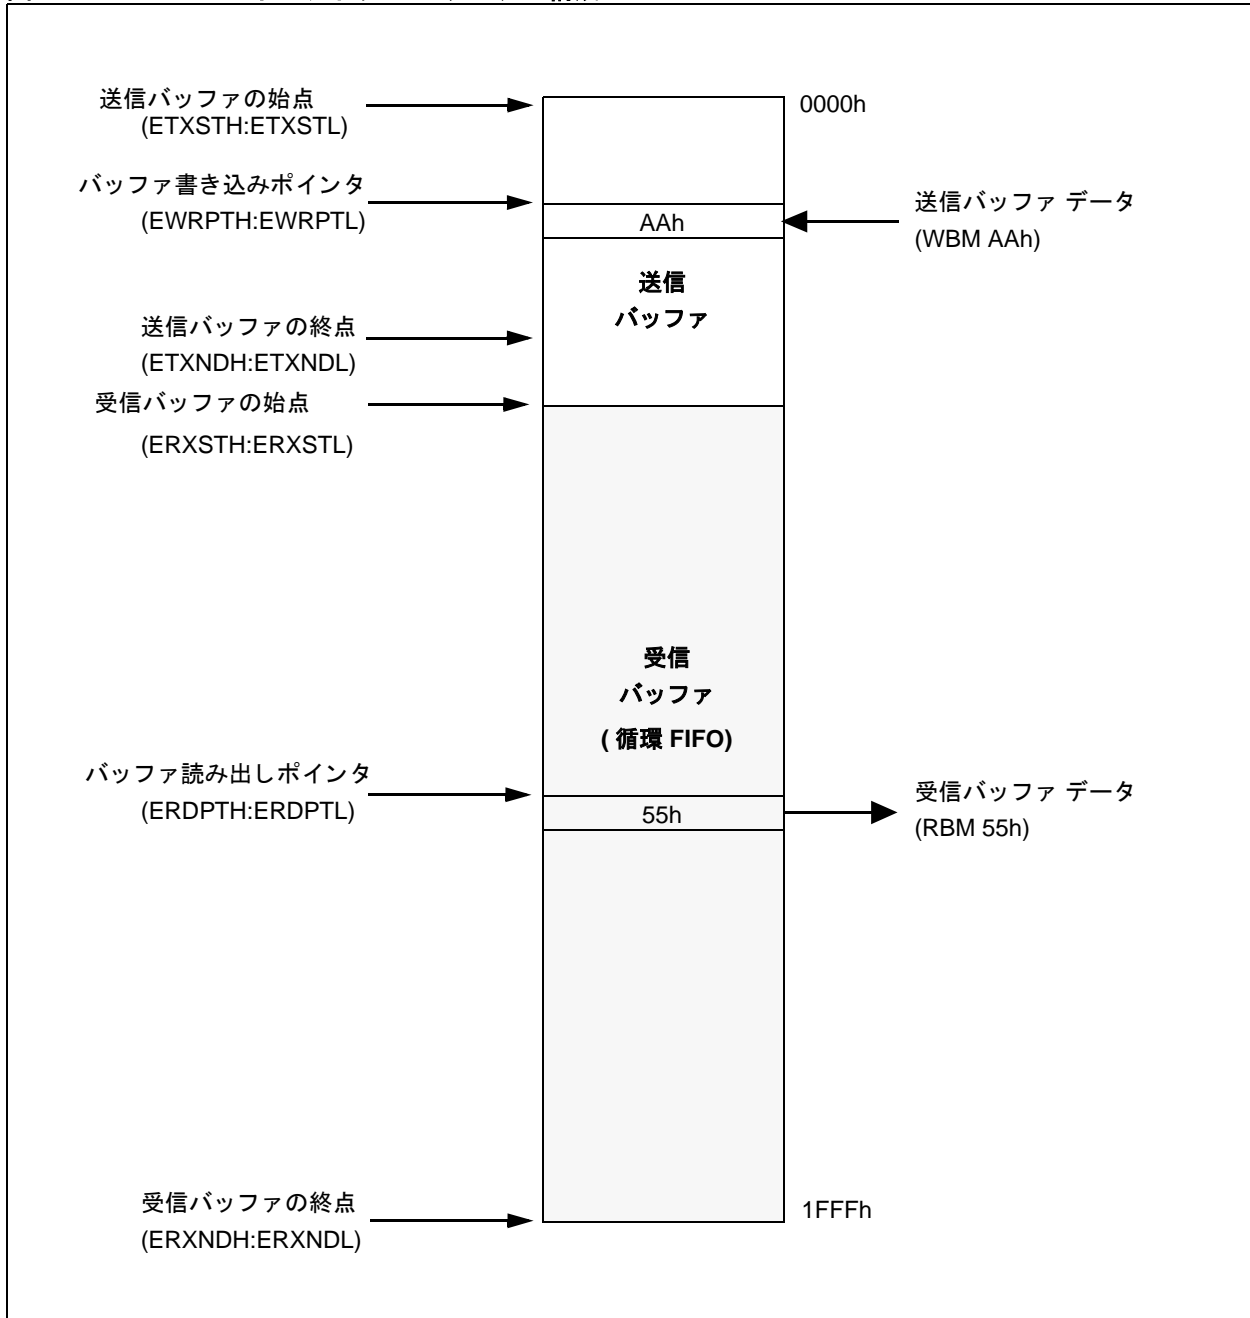 送信バッファの始点
(ETXSTH:ETXSTL)
0000h
バッファ書き込みポインタ
(EWRPTH:EWRPTL)
AAh
送信バッファ データ
(WBM AAh)
送信
バッファ
送信バッファの終点
(ETXNDH:ETXNDL)
受信バッファの始点
(ERXSTH:ERXSTL)
受信
バッファ
( 循環 FIFO)
バッファ読み出しポインタ
(ERDPTH:ERDPTL)
55h
受信バッファ データ
(RBM 55h)
受信バッファの終点
(ERXNDH:ERXNDL)
1FFFh